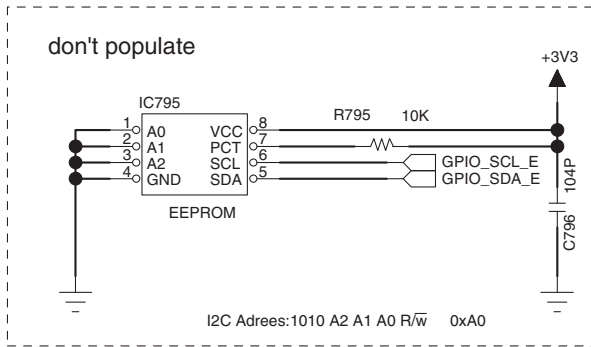 don't populate
+3V3
IC795
R795 10K
1 A0 VCC 8
2 A1 PCT 7
3 A2 SCL 6 GPIO_SCL_E
4 GND SDA 5 GPIO_SDA_E
104P
C796
EEPROM
I2C Adrees:1010 A2 A1 A0 R/w 0xA0